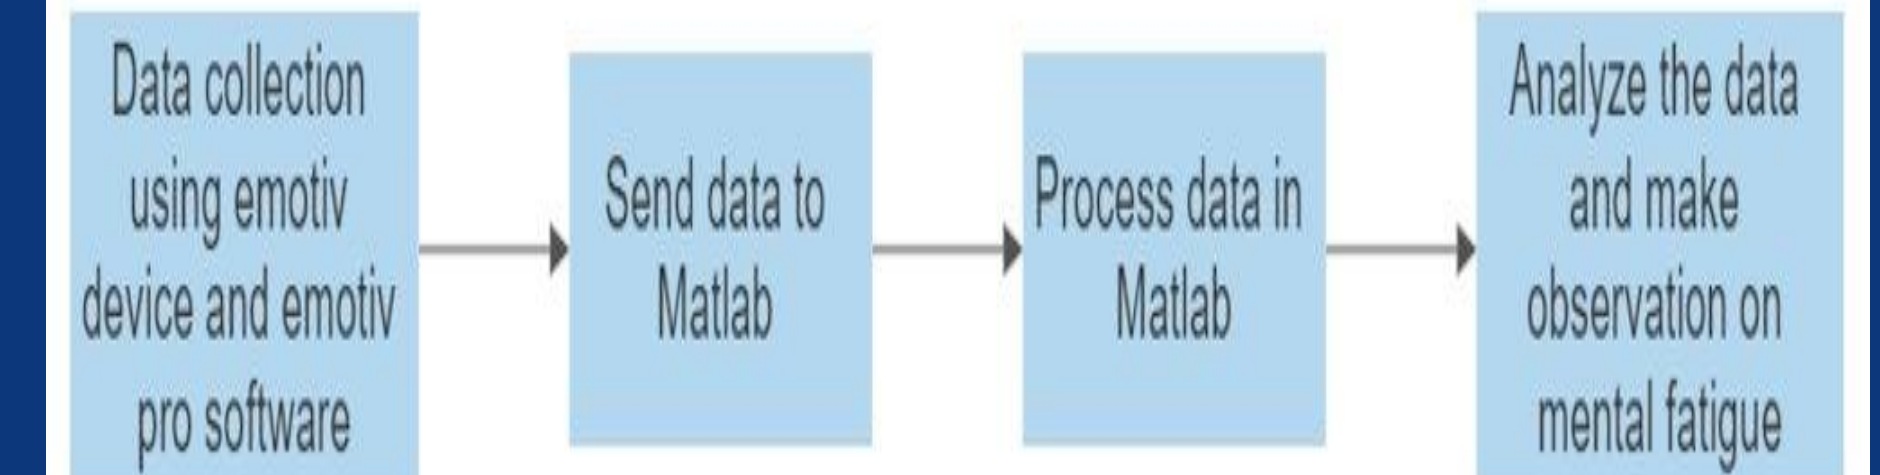 Data collection
using emotiv
device and emotiv
pro software
Send data to
Matlab
Process data in
Matlab
Analyze the data
and make
observation on
mental fatigue